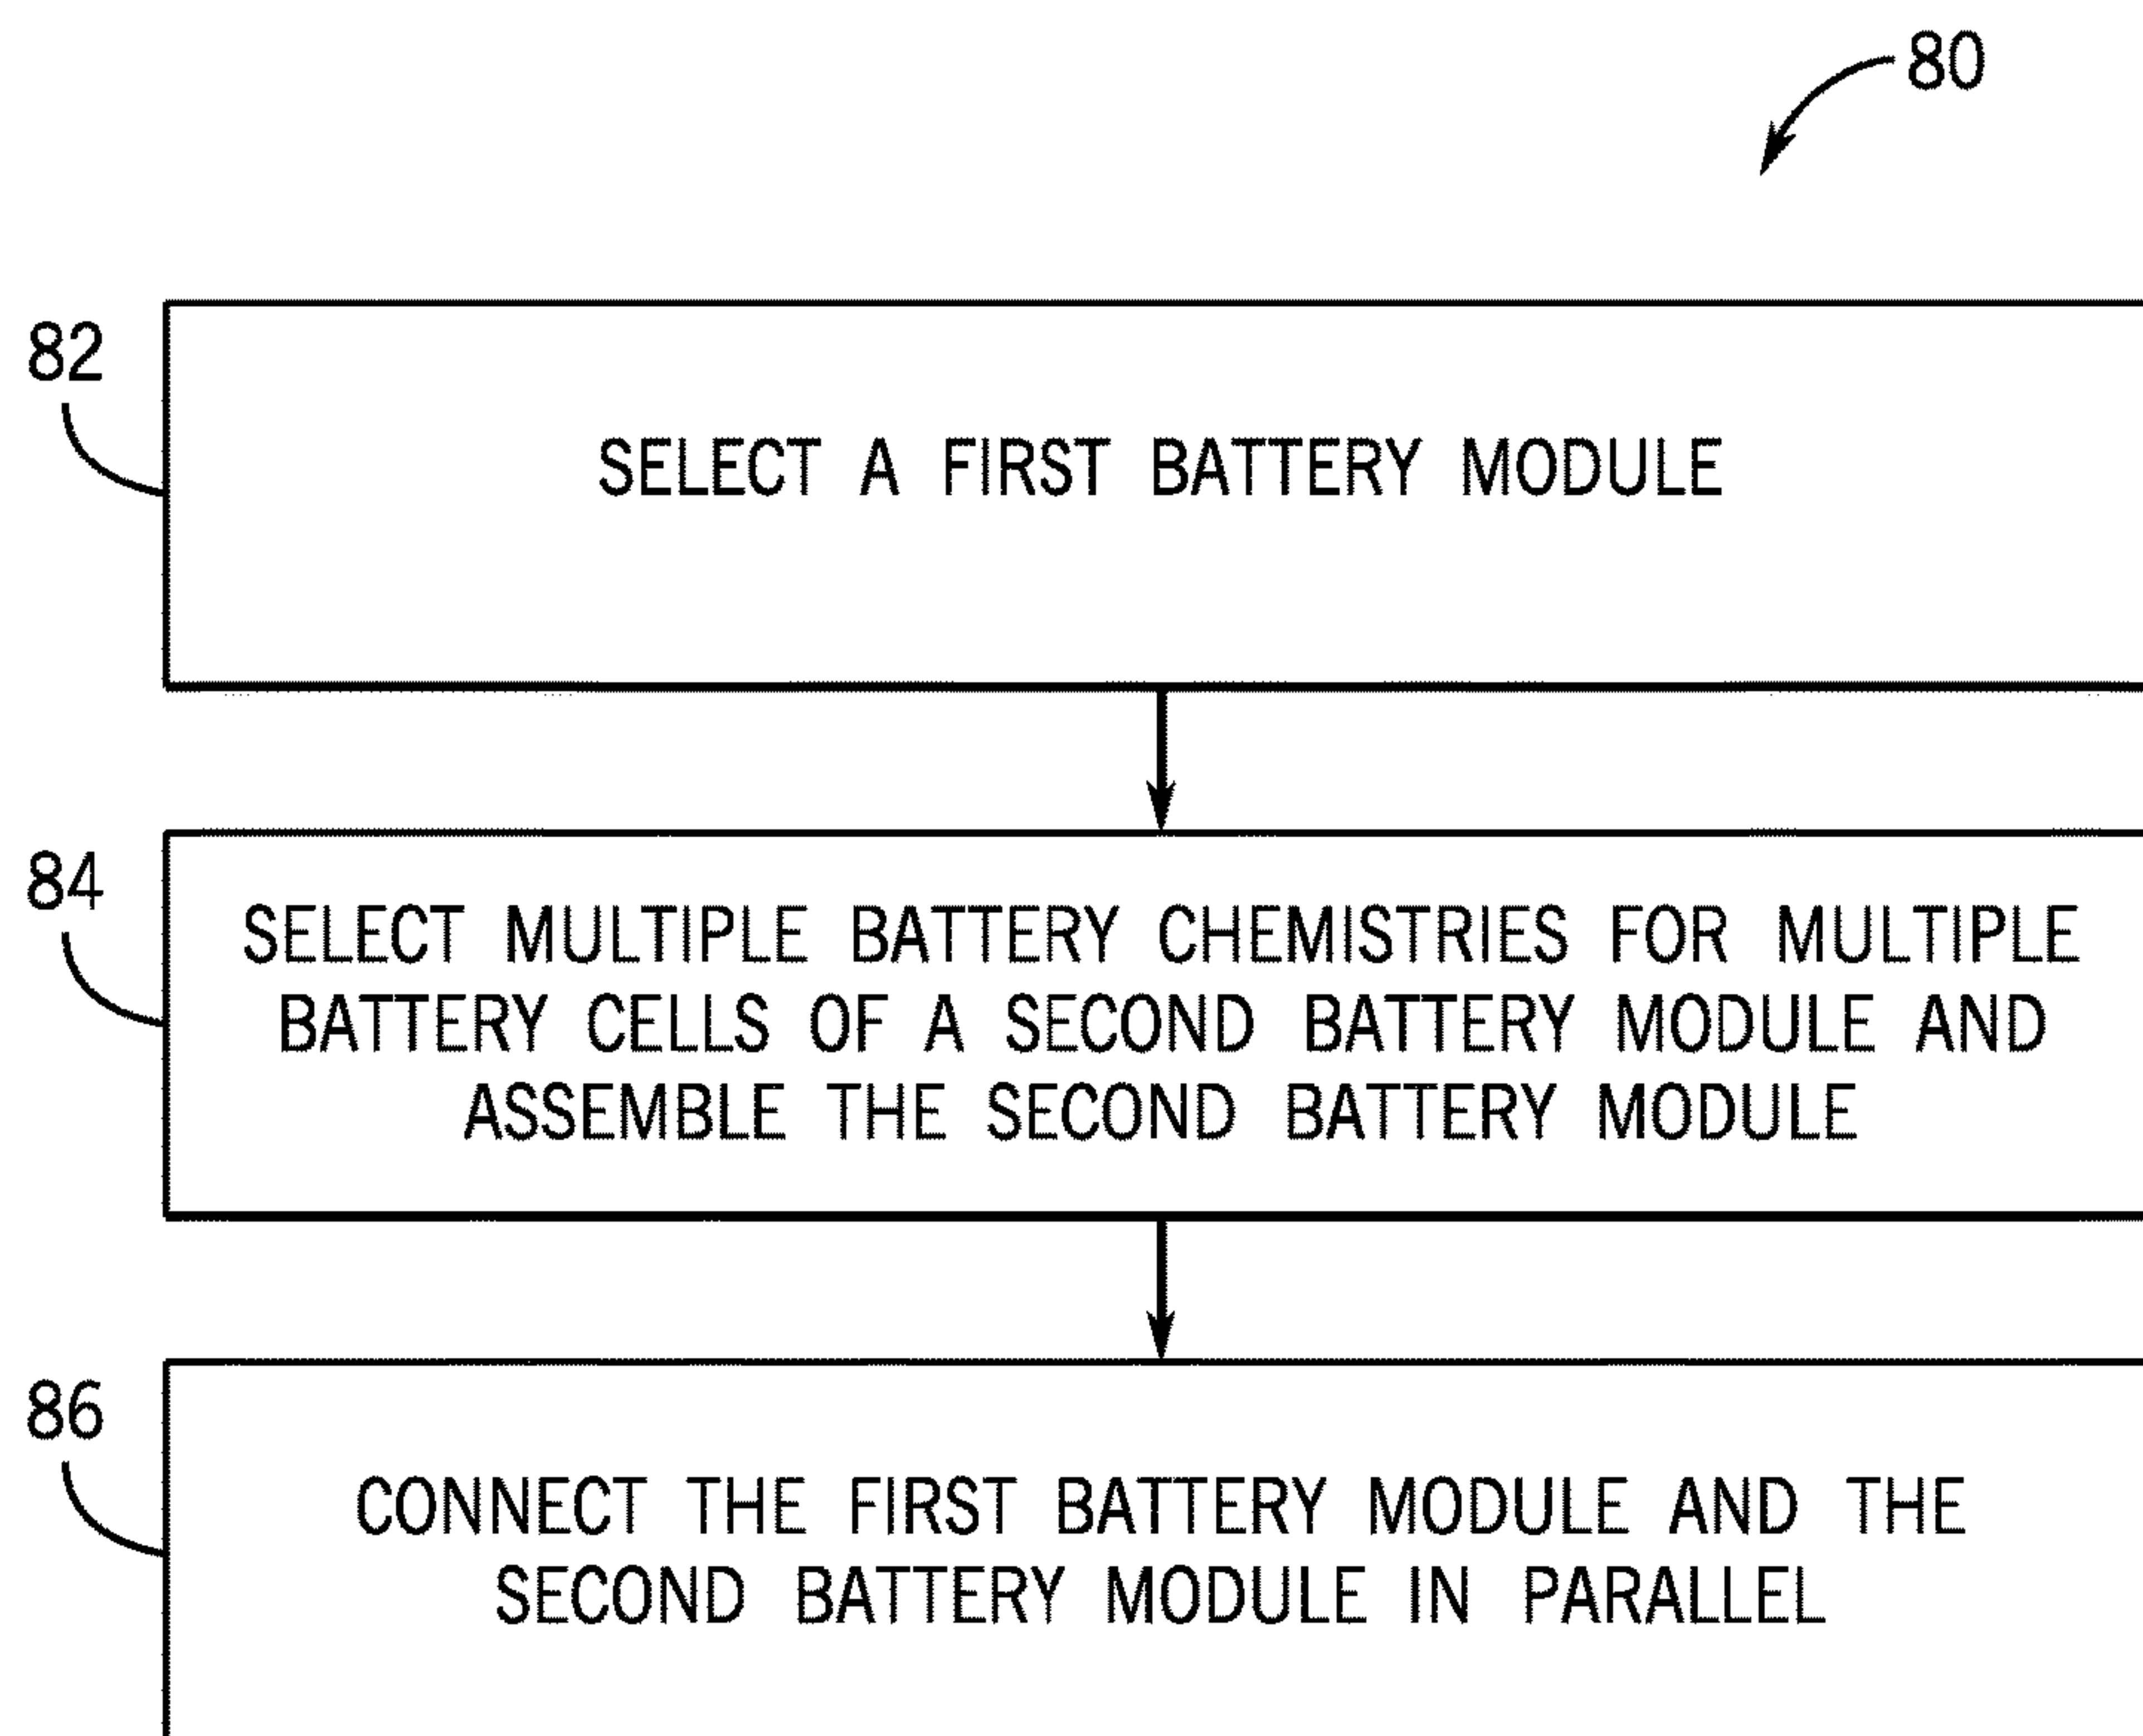 80
82
SELECT A FIRST BATTERY MODULE
84
SELECT MULTIPLE BATTERY CHEMISTRIES FOR MULTIPLE
BATTERY CELLS OF A SECOND BATTERY MODULE AND
ASSEMBLE THE SECOND BATTERY MODULE
86
CONNECT THE FIRST BATTERY MODULE AND THE
SECOND BATTERY MODULE IN PARALLEL